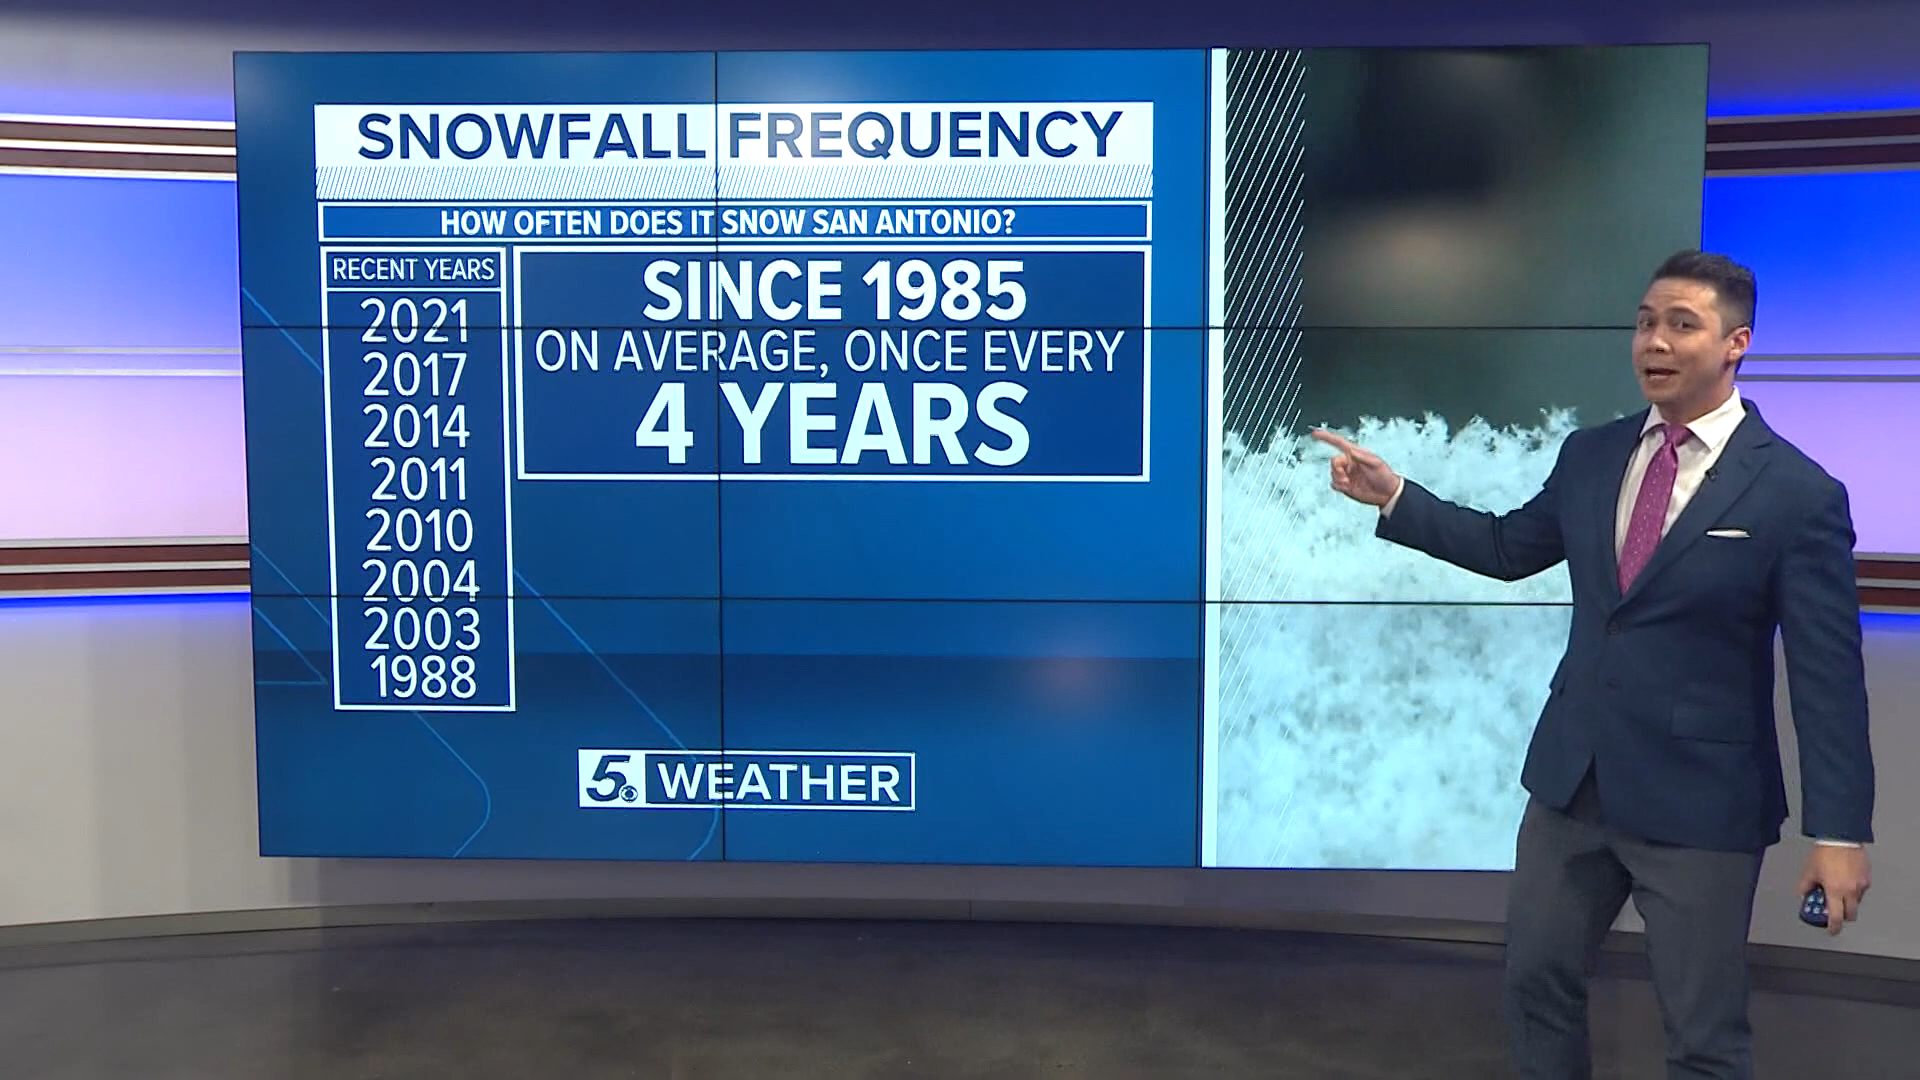 SNOWFALL FREQUENCY
HOW OFTEN DOES IT SNOW SAN ANTONIO?
RECENT YEARS
2021
2017
2014
2011
2010
2004
2003
1988
SINCE 1985
ON AVERAGE, ONCE EVERY
4 YEARS
5 WEATHER